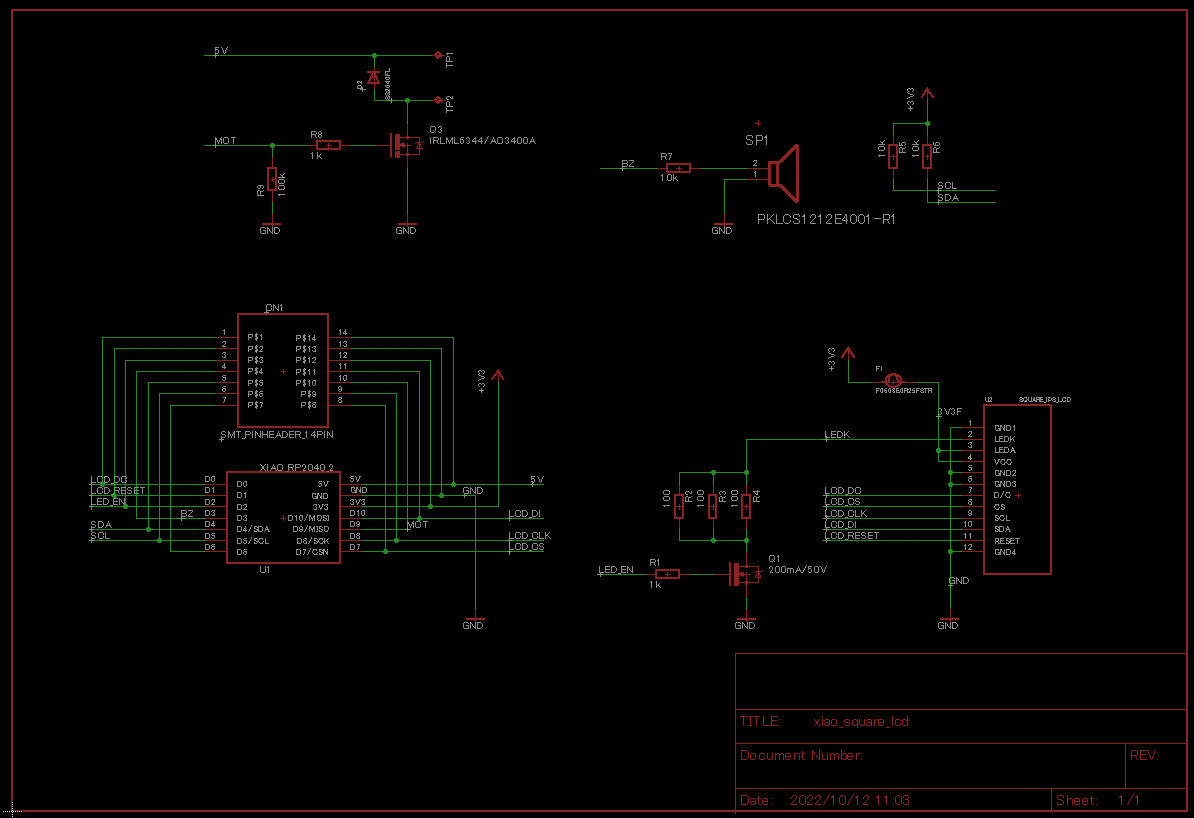 5V
TP1
D2
SS2040FL
TP2
Q3
IRLML6344/AO3400A
MOT
R8
1k
R9
100k
GND
GND
SP1
BZ
R7
10k
2
1
GND
PKLCS1212E4001-R1
+3V3
10k
R5
10k
R6
SCL
SDA
CN1
1 P$1 P$14 14
2 P$2 P$13 13
3 P$3 P$12 12
4 P$4 P$11 11
5 P$5 P$10 10
6 P$6 P$9 9
7 P$7 P$8 8
SMT_PINHEADER_14PIN
+3V3
XIAO_RP2040_2
LCD_DC D0 D0 5V 5V 5V
LCD_RESET D1 D1 GND GND GND
LED_EN D2 D2 3V3 3V3
BZ D3 D3 D10/MOSI D10 LCD_DI
SDA D4 D4/SDA D9/MISO D9 MOT
SCL D5 D5/SCL D8/SCK D8 LCD_CLK
D6 D6 D7/CSN D7 LCD_CS
U1
GND
+3V3
F1
F0603E0R25FSTR
3V3F
U2
SQUARE_IPS_LCD
1 GND1
LEDK 2 LEDK
3 LEDA
4 VCC
5 GND2
6 GND3
LCD_DC 7 D/C
LCD_CS 8 CS
LCD_CLK 9 SCL
LCD_DI 10 SDA
LCD_RESET 11 RESET
12 GND4
GND
GND
100
R2
100
R3
100
R4
LED_EN
R1
1k
Q1
200mA/50V
GND
TITLE: xiao_square_lcd
Document Number:
REV:
Date: 2022/10/12 11:03
Sheet: 1/1